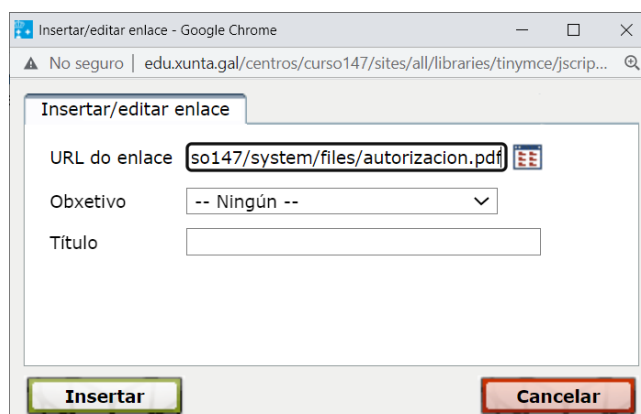 Insertar/editar enlace - Google Chrome
No seguro | edu.xunta.gal/centros/curso147/sites/all/libraries/tinymce/jscrip...
Insertar/editar enlace
URL do enlace so147/system/files/autorizacion.pdf
Obxetivo -- Ningún --
Título
Insertar Cancelar